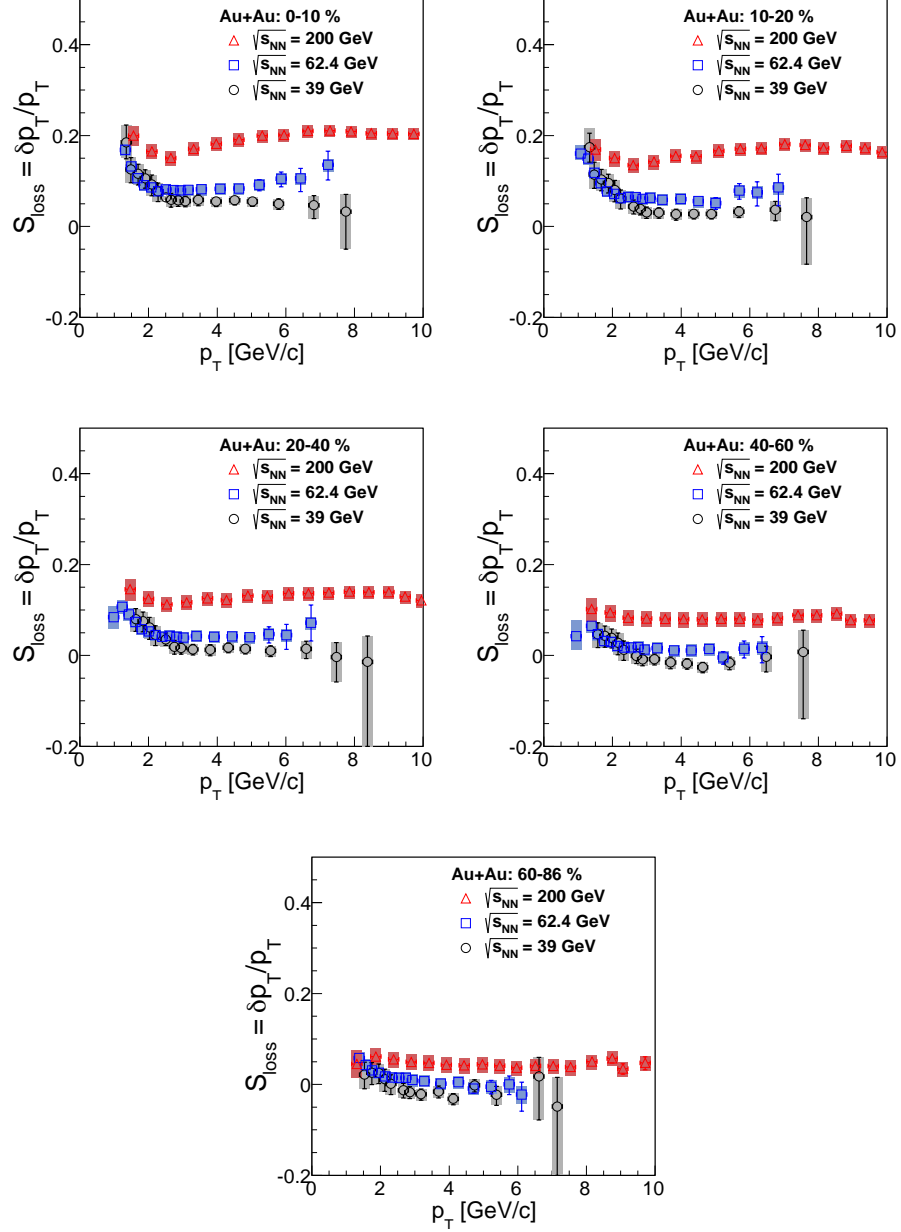 Au+Au: 0-10 %
√sNN = 200 GeV
√sNN = 62.4 GeV
√sNN = 39 GeV
Sloss = δpT/pT
0.4
0.2
0
-0.2
0 2 4 6 8 10
pT [GeV/c]
Au+Au: 10-20 %
√sNN = 200 GeV
√sNN = 62.4 GeV
√sNN = 39 GeV
Sloss = δpT/pT
0.4
0.2
0
-0.2
0 2 4 6 8 10
pT [GeV/c]
Au+Au: 20-40 %
√sNN = 200 GeV
√sNN = 62.4 GeV
√sNN = 39 GeV
Sloss = δpT/pT
0.4
0.2
0
-0.2
0 2 4 6 8 10
pT [GeV/c]
Au+Au: 40-60 %
√sNN = 200 GeV
√sNN = 62.4 GeV
√sNN = 39 GeV
Sloss = δpT/pT
0.4
0.2
0
-0.2
0 2 4 6 8 10
pT [GeV/c]
Au+Au: 60-86 %
√sNN = 200 GeV
√sNN = 62.4 GeV
√sNN = 39 GeV
Sloss = δpT/pT
0.4
0.2
0
-0.2
0 2 4 6 8 10
pT [GeV/c]